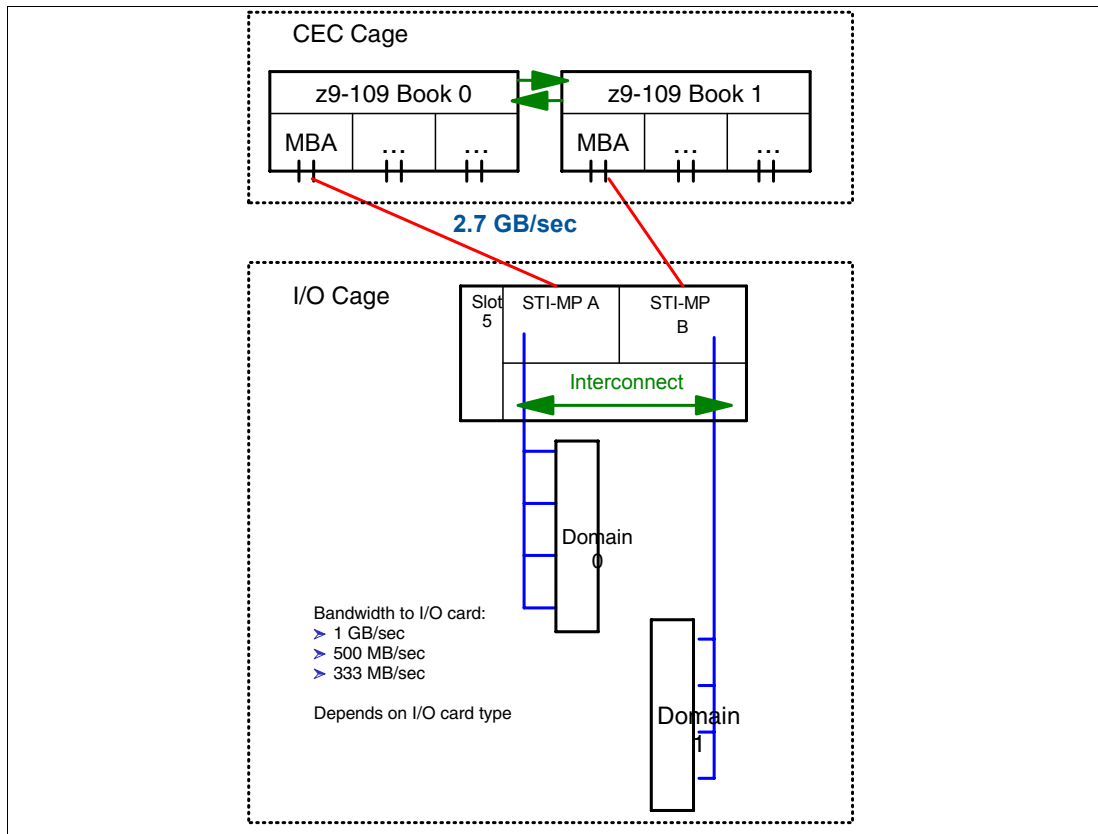 CEC Cage
z9-109 Book 0
z9-109 Book 1
MBA
...
...
MBA
...
...
2.7 GB/sec
I/O Cage
Slot
5
STI-MP A
STI-MP
B
Interconnect
Domain
0
Bandwidth to I/O card:
➢ 1 GB/sec
➢ 500 MB/sec
➢ 333 MB/sec
Depends on I/O card type
Domain
1